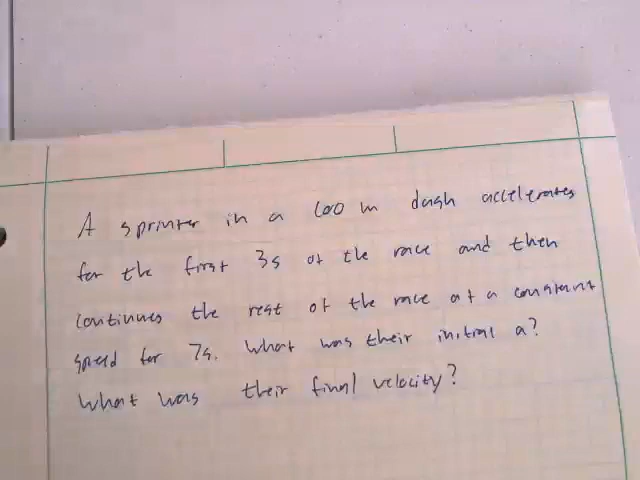 A sprinter in a 100 m dash accelerates
for the first 3s of the race and then
continues the rest of the race at a constant
speed for 7s. What was their initial a?
What was their final velocity?